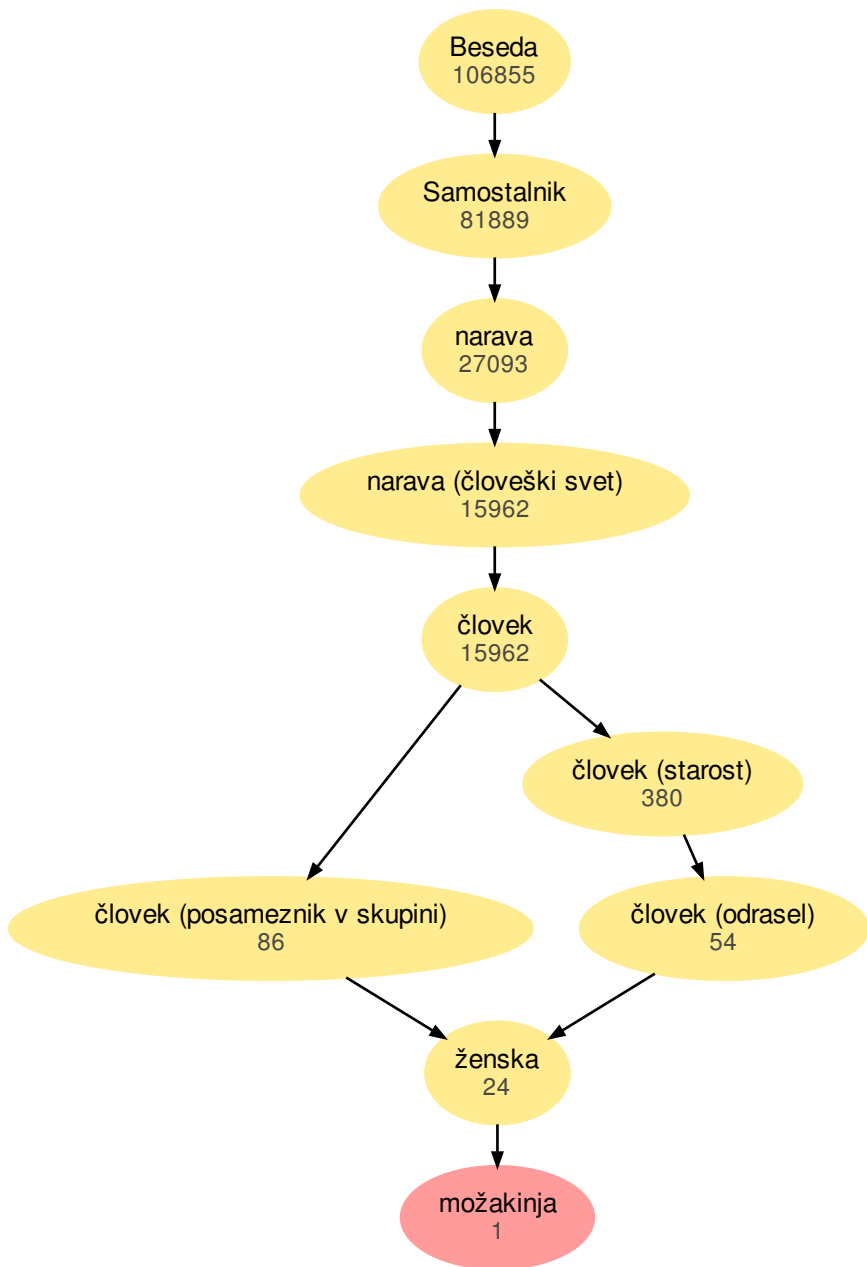 Beseda
106855
Samostalnik
81889
narava
27093
narava (človeški svet)
15962
človek
15962
človek (starost)
380
človek (posameznik v skupini)
86
človek (odrasel)
54
ženska
24
možakinja
1